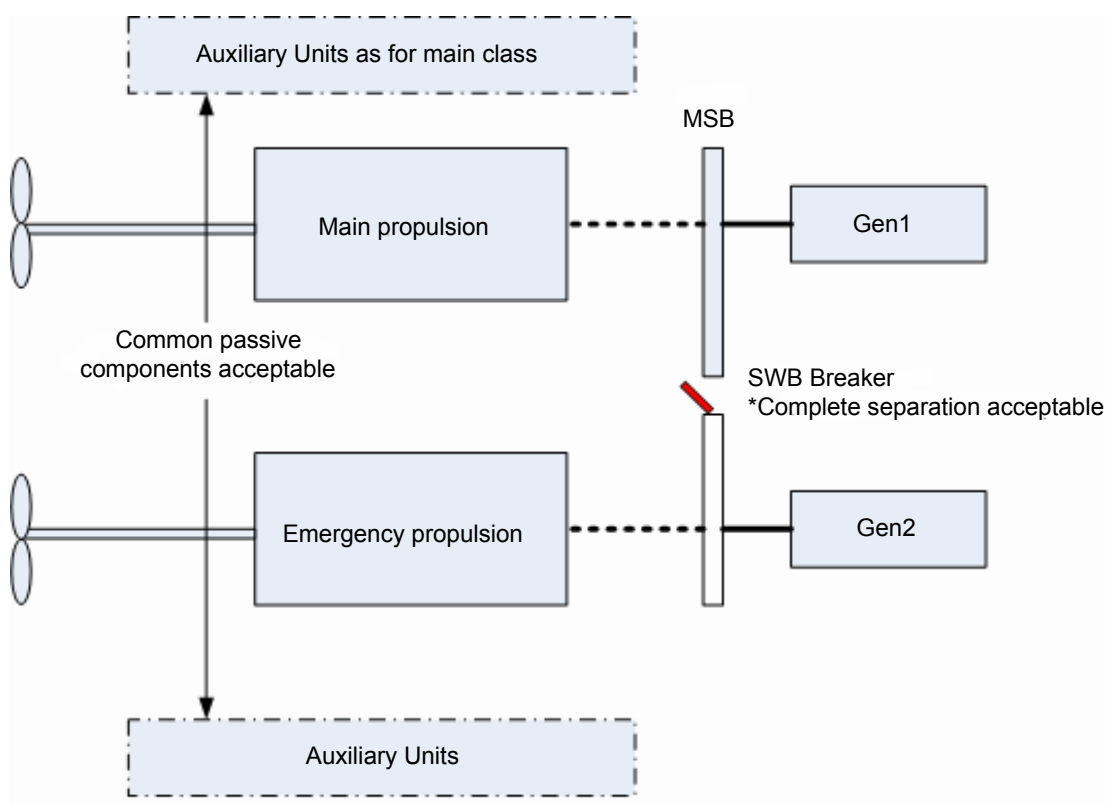 Auxiliary Units as for main class
MSB
Main propulsion
Gen1
Common passive
components acceptable
SWB Breaker
*Complete separation acceptable
Emergency propulsion
Gen2
Auxiliary Units